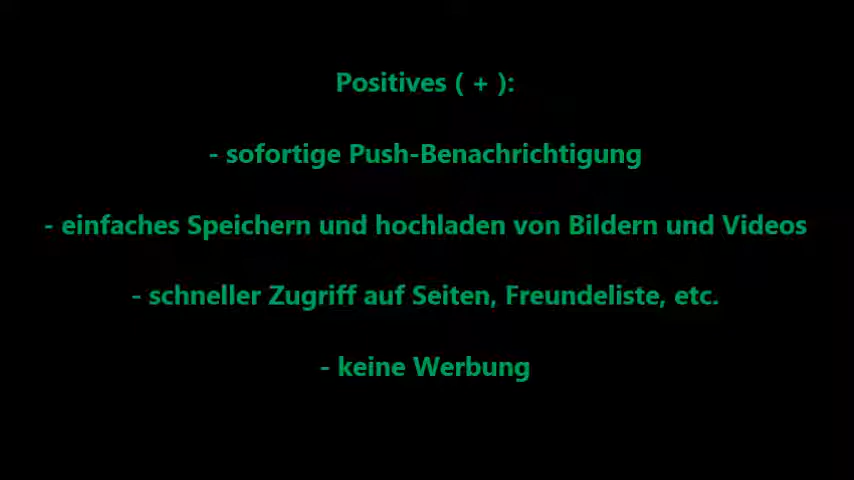 Positives ( + ):
- sofortige Push-Benachrichtigung
- einfaches Speichern und hochladen von Bildern und Videos
- schneller Zugriff auf Seiten, Freundeliste, etc.
- keine Werbung